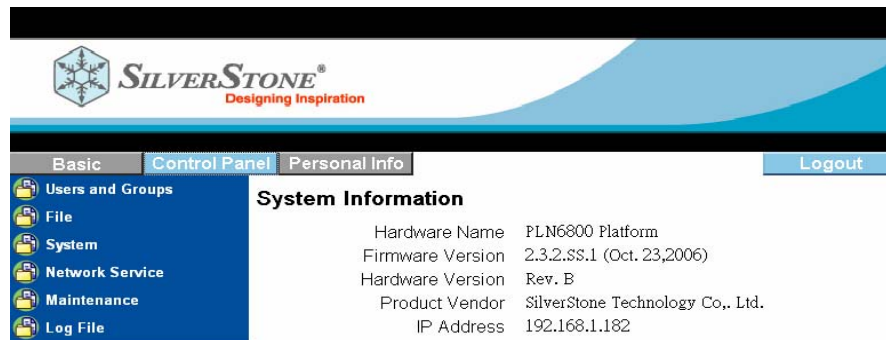 SILVERSTONE®
Designing Inspiration
Basic Control Panel Personal Info Logout
Users and Groups
File
System
Network Service
Maintenance
Log File
System Information
Hardware Name PLN6800 Platform
Firmware Version 2.3.2.SS.1 (Oct. 23,2006)
Hardware Version Rev. B
Product Vendor SilverStone Technology Co,. Ltd.
IP Address 192.168.1.182